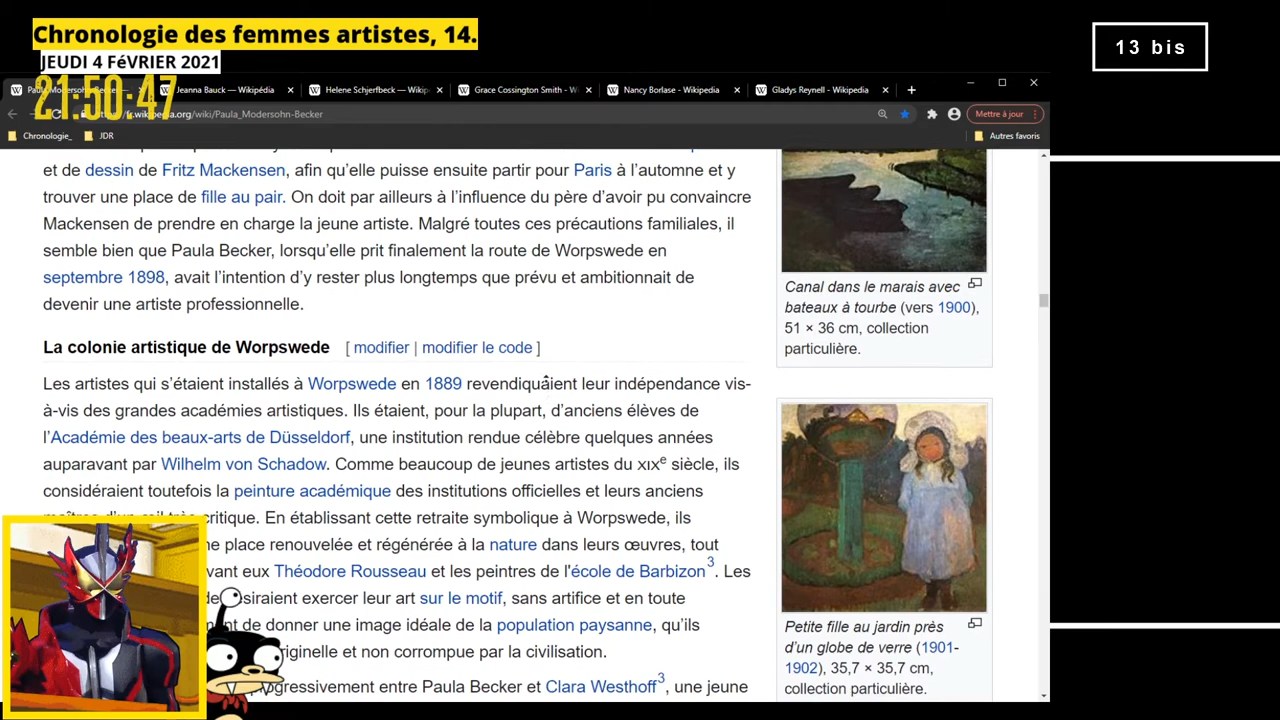 Chronologie des femmes artistes, 14.
JEUDI 4 FéVRIER 2021
21:50:47
13 bis
Jeanna Bauck — Wikipédia
Helene Schjerfbeck — Wikip
Grace Cossington Smith - W
Nancy Borlase - Wikipedia
Gladys Reynell - Wikipedia
/wiki/Paula_Modersohn-Becker
Mettre à jour
Chronologie_
JDR
Autres favoris
et de dessin de Fritz Mackensen, afin qu'elle puisse ensuite partir pour Paris à l'automne et y
trouver une place de fille au pair. On doit par ailleurs à l'influence du père d'avoir pu convaincre
Mackensen de prendre en charge la jeune artiste. Malgré toutes ces précautions familiales, il
semble bien que Paula Becker, lorsqu'elle prit finalement la route de Worpswede en
septembre 1898, avait l'intention d'y rester plus longtemps que prévu et ambitionnait de
devenir une artiste professionnelle.
La colonie artistique de Worpswede [ modifier | modifier le code ]
Les artistes qui s'étaient installés à Worpswede en 1889 revendiquaient leur indépendance vis-
à-vis des grandes académies artistiques. Ils étaient, pour la plupart, d'anciens élèves de
l'Académie des beaux-arts de Düsseldorf, une institution rendue célèbre quelques années
auparavant par Wilhelm von Schadow. Comme beaucoup de jeunes artistes du XIXe siècle, ils
considéraient toutefois la peinture académique des institutions officielles et leurs anciens
critique. En établissant cette retraite symbolique à Worpswede, ils
place renouvelée et régénérée à la nature dans leurs œuvres, tout
vant eux Théodore Rousseau et les peintres de l'école de Barbizon3. Les
siraient exercer leur art sur le motif, sans artifice et en toute
nt de donner une image idéale de la population paysanne, qu'ils
riginelle et non corrompue par la civilisation.
ogressivement entre Paula Becker et Clara Westhoff3, une jeune
Canal dans le marais avec
bateaux à tourbe (vers 1900),
51 × 36 cm, collection
particulière.
Petite fille au jardin près
d'un globe de verre (1901-
1902), 35,7 × 35,7 cm,
collection particulière.